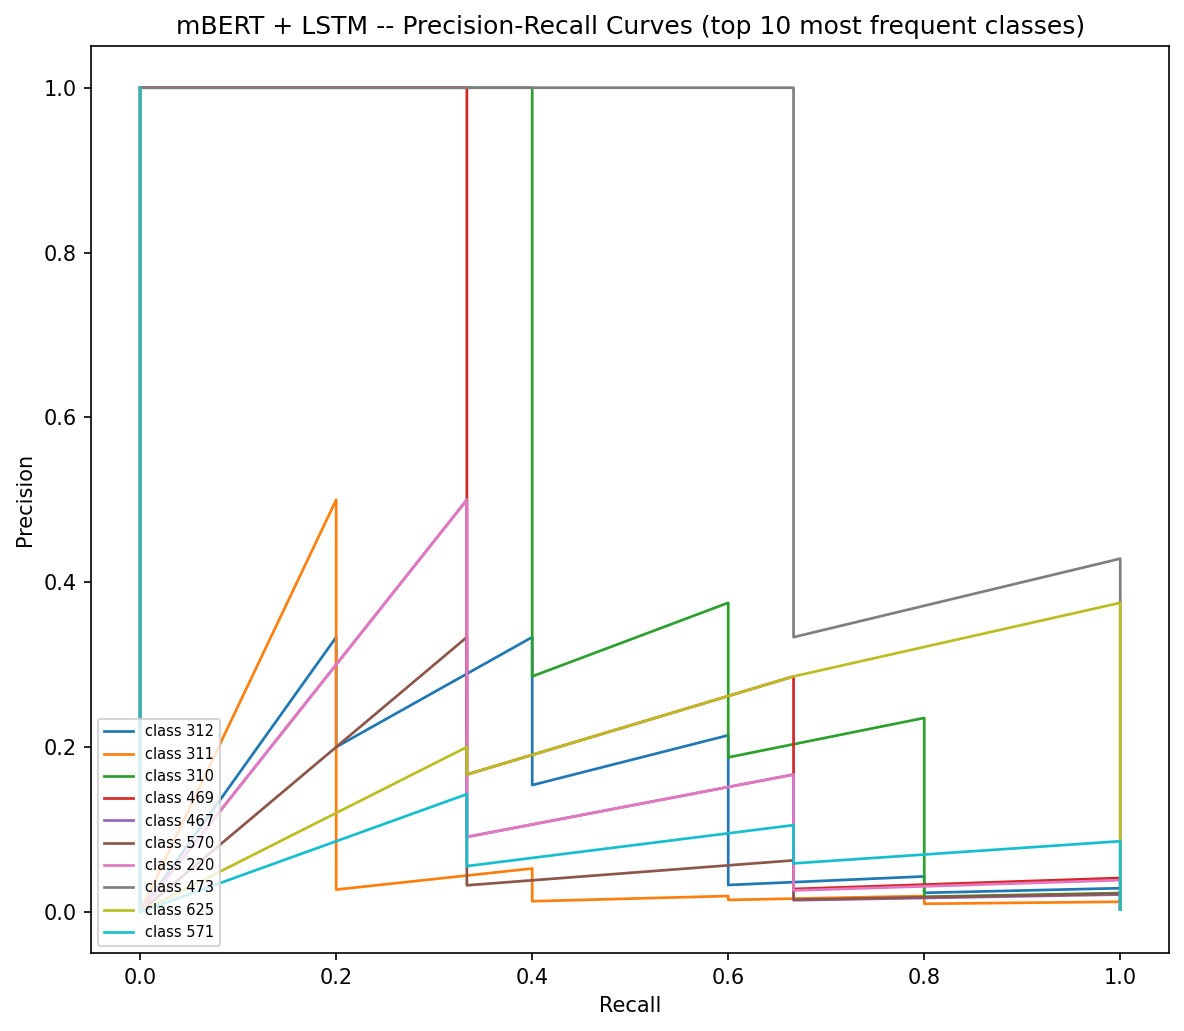 mBERT + LSTM -- Precision-Recall Curves (top 10 most frequent classes)
1.0
0.8
0.6
0.4
0.2
0.0
Precision
class 312
class 311
class 310
class 469
class 467
class 570
class 220
class 473
class 625
class 571
0.0 0.2 0.4 0.6 0.8 1.0
Recall